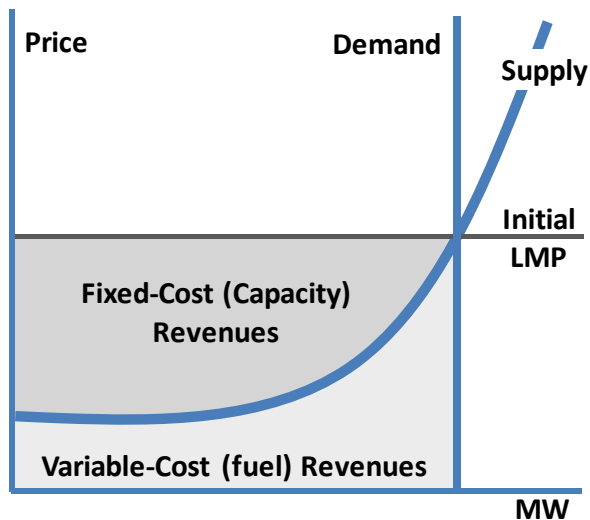 Price
Demand
Supply
Initial
LMP
Fixed-Cost (Capacity)
Revenues
Variable-Cost (fuel) Revenues
MW